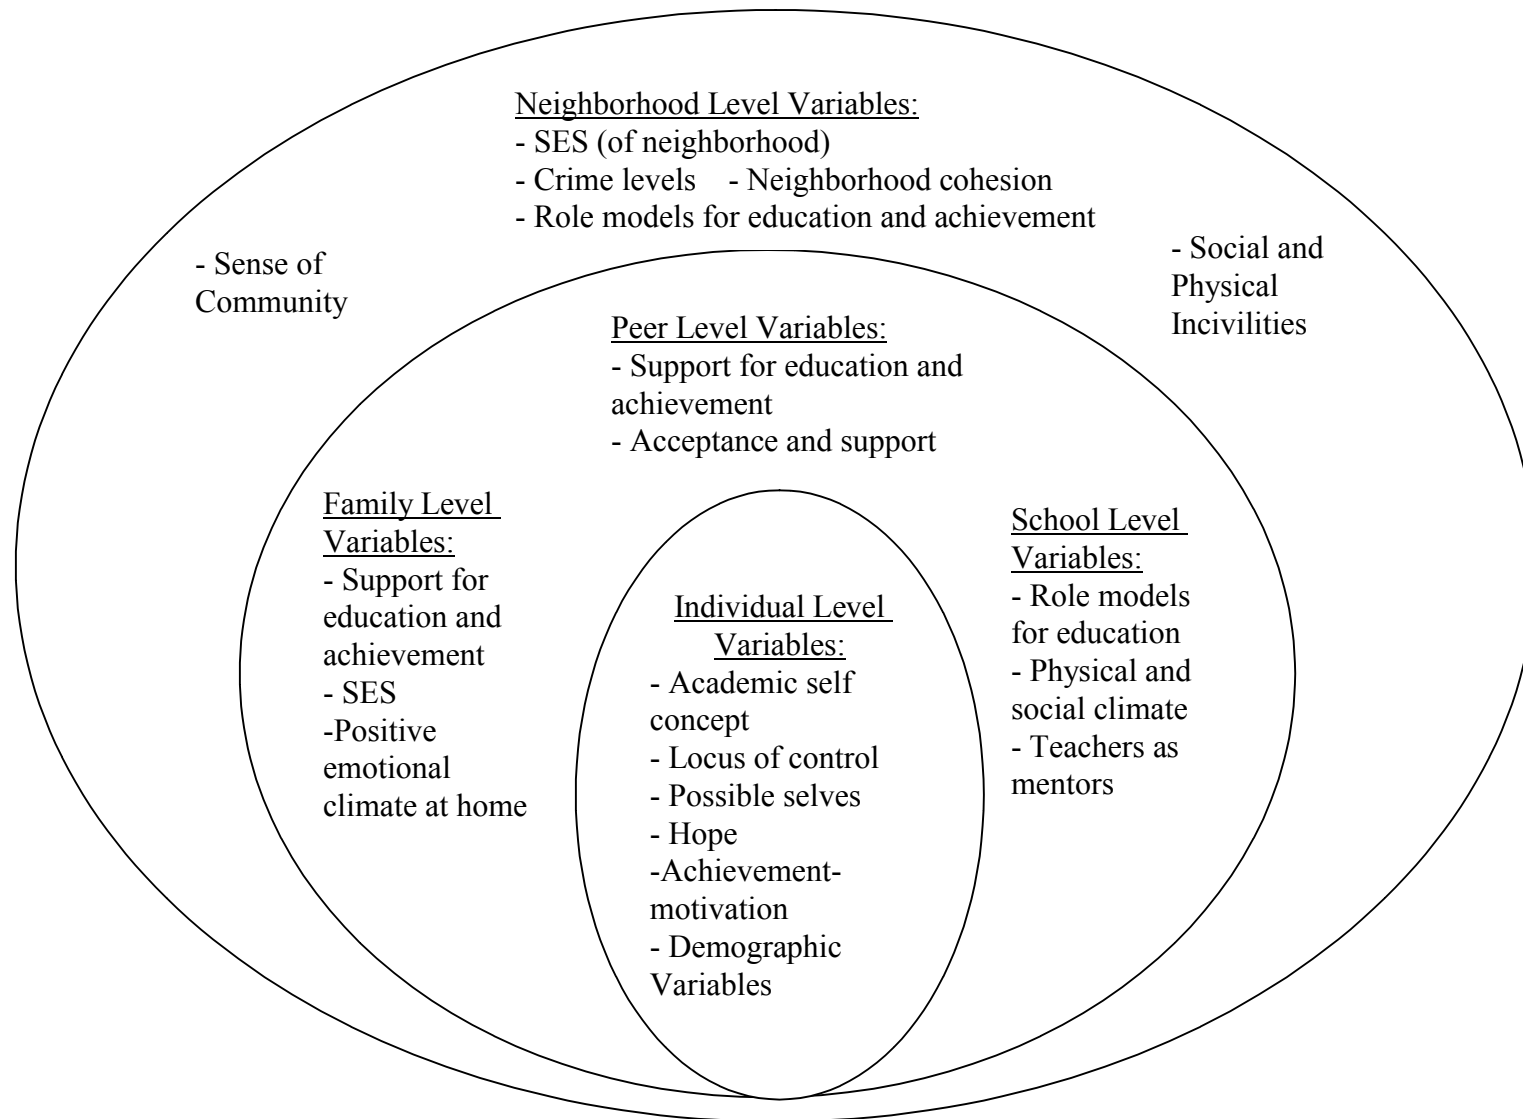 Neighborhood Level Variables:
- SES (of neighborhood)
- Crime levels - Neighborhood cohesion
- Role models for education and achievement
- Sense of
Community
- Social and
Physical
Incivilities
Peer Level Variables:
- Support for education and
achievement
- Acceptance and support
Family Level
Variables:
- Support for
education and
achievement
- SES
-Positive
emotional
climate at home
Individual Level
Variables:
- Academic self
concept
- Locus of control
- Possible selves
- Hope
-Achievement-
motivation
- Demographic
Variables
School Level
Variables:
- Role models
for education
- Physical and
social climate
- Teachers as
mentors